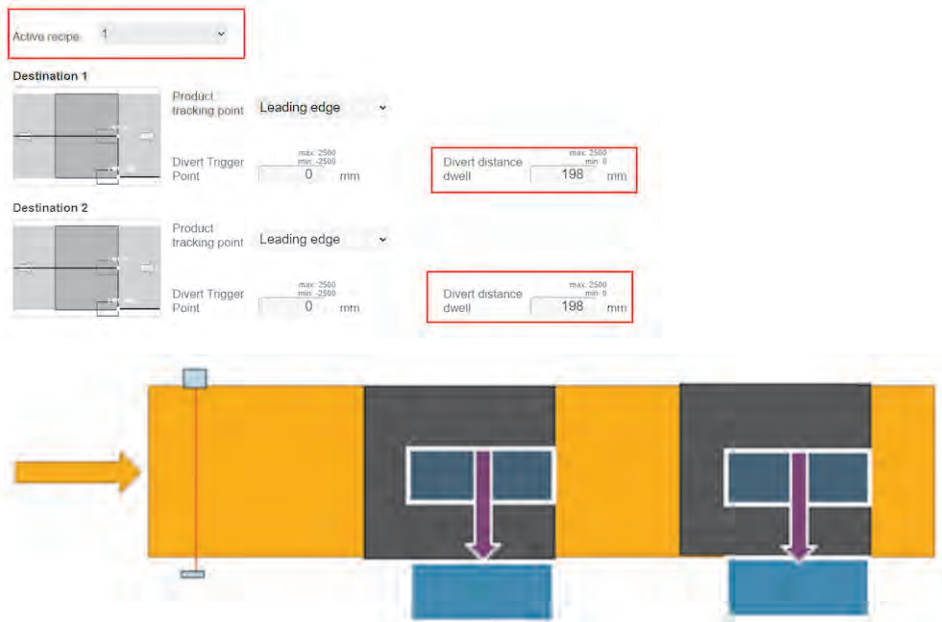 Active recipe 1
Destination 1
Product
tracking point Leading edge
Divert Trigger
Point
max: 2500
min: -2500
0 mm
Divert distance
dwell
max: 2500
min: 0
198 mm
Destination 2
Product
tracking point Leading edge
Divert Trigger
Point
max: 2500
min: -2500
0 mm
Divert distance
dwell
max: 2500
min: 0
198 mm